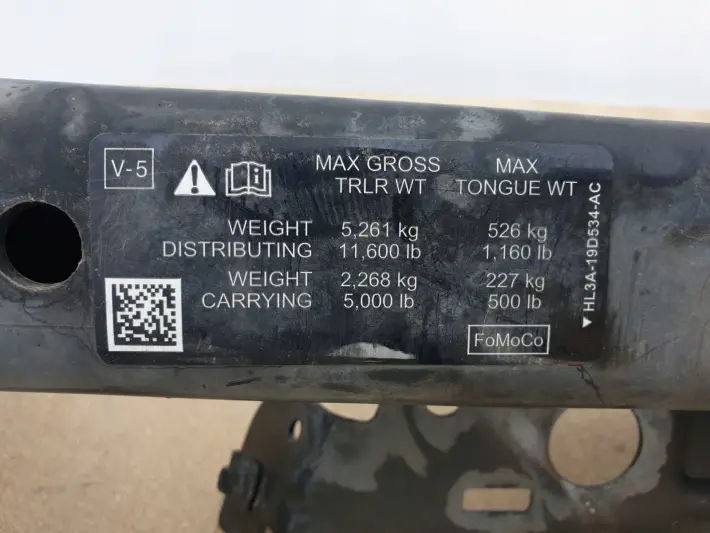 V-5
MAX GROSS MAX
TRLR WT TONGUE WT
WEIGHT 5,261 kg 526 kg
DISTRIBUTING 11,600 lb 1,160 lb
WEIGHT 2,268 kg 227 kg
CARRYING 5,000 lb 500 lb
FoMoCo
HL3A-19D534-AC